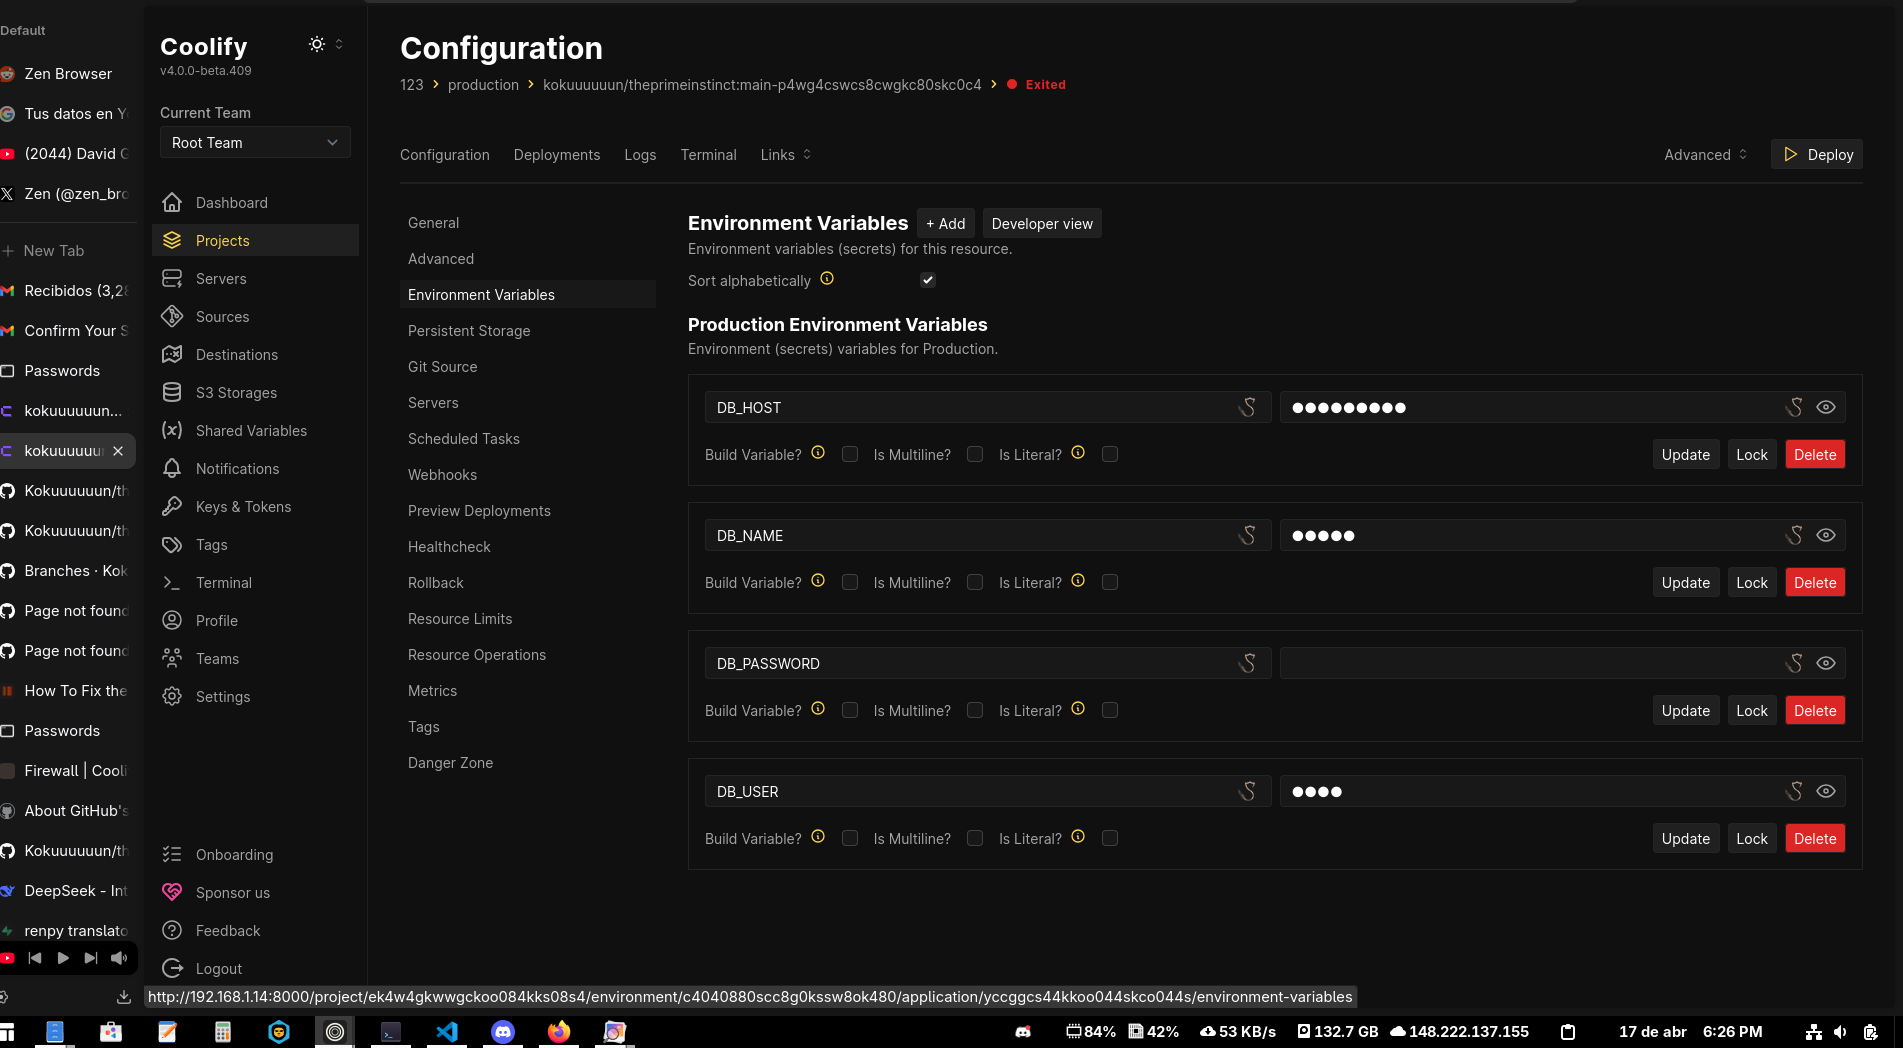 Default
Zen Browser
Tus datos en Yo
(2044) David G
Zen (@zen_bro
New Tab
Recibidos (3,28
Confirm Your S
Passwords
kokuuuuuun...
kokuuuuuu
Kokuuuuuun/th
Kokuuuuuun/th
Branches · Kok
Page not found
Page not found
How To Fix the
Passwords
Firewall | Cooli
About GitHub's
Kokuuuuuun/th
DeepSeek - Int
renpy translato
Coolify
v4.0.0-beta.409
Current Team
Root Team
Dashboard
Projects
Servers
Sources
Destinations
S3 Storages
Shared Variables
Notifications
Keys & Tokens
Tags
Terminal
Profile
Teams
Settings
Onboarding
Sponsor us
Feedback
Logout
Configuration
123 production kokuuuuuun/theprimeinstinct:main-p4wg4cswcs8cwgkc80skc0c4 Exited
Configuration Deployments Logs Terminal Links Advanced Deploy
General
Advanced
Environment Variables
Persistent Storage
Git Source
Servers
Scheduled Tasks
Webhooks
Preview Deployments
Healthcheck
Rollback
Resource Limits
Resource Operations
Metrics
Tags
Danger Zone
Environment Variables + Add Developer view
Environment variables (secrets) for this resource.
Sort alphabetically
Production Environment Variables
Environment (secrets) variables for Production.
DB_HOST ●●●●●●●●●
Build Variable? Is Multiline? Is Literal? Update Lock Delete
DB_NAME ●●●●●
Build Variable? Is Multiline? Is Literal? Update Lock Delete
DB_PASSWORD
Build Variable? Is Multiline? Is Literal? Update Lock Delete
DB_USER ●●●●
Build Variable? Is Multiline? Is Literal? Update Lock Delete
http://192.168.1.14:8000/project/ek4w4gkwwgckoo084kks08s4/environment/c4040880scc8g0kssw8ok480/application/yccggcs44kkoo044skco044s/environment-variables
84% 42% 53 KB/s 132.7 GB 148.222.137.155 17 de abr 6:26 PM